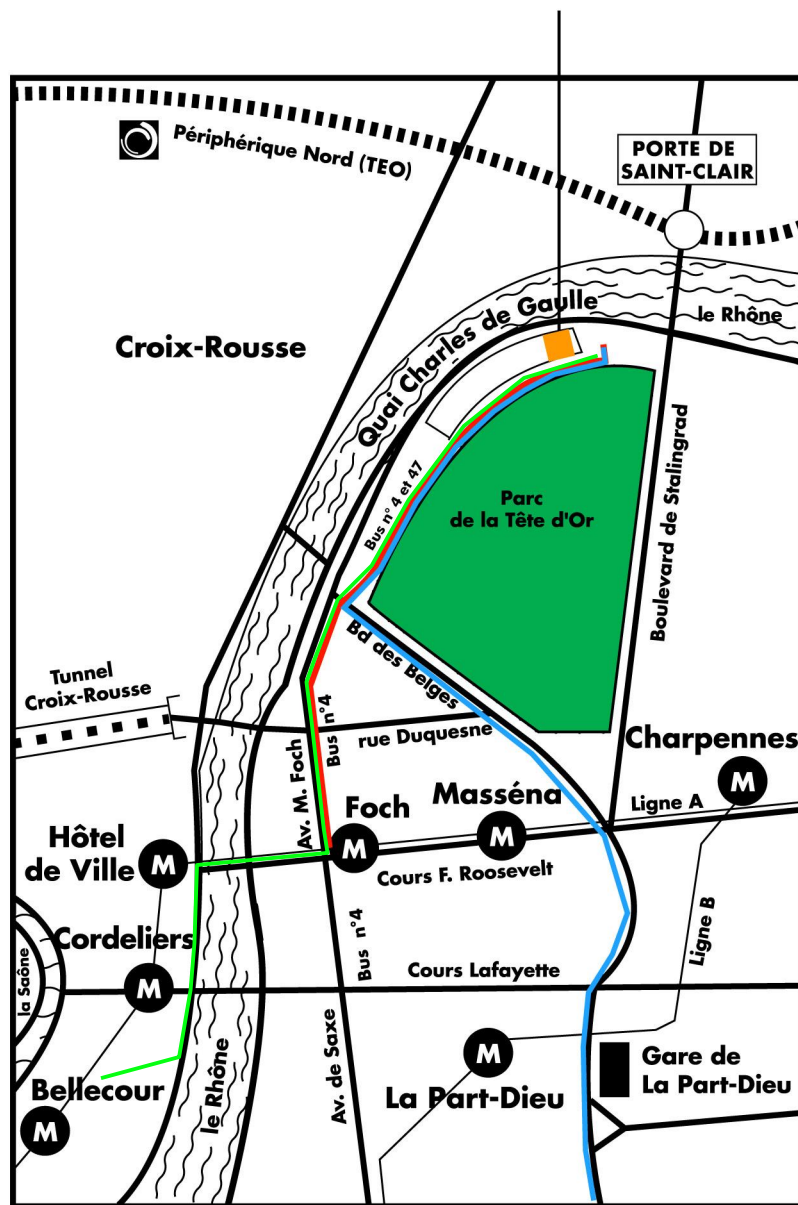 Périphérique Nord (TEO)
PORTE DE
SAINT-CLAIR
le Rhône
Quai Charles de Gaulle
Croix-Rousse
Bus n° 4 et 47
Parc
de la Tête d'Or
Boulevard de Stalingrad
Bd des Belges
Tunnel
Croix-Rousse
Bus n°4
rue Duquesne
Av. M. Foch
Charpennes
M
Masséna
M
Ligne A
Foch
M
Hôtel
de Ville
M
Cours F. Roosevelt
Cordeliers
M
Bus n°4
Ligne B
Cours Lafayette
la Saône
le Rhône
Av. de Saxe
M
La Part-Dieu
Gare de
La Part-Dieu
Bellecour
M